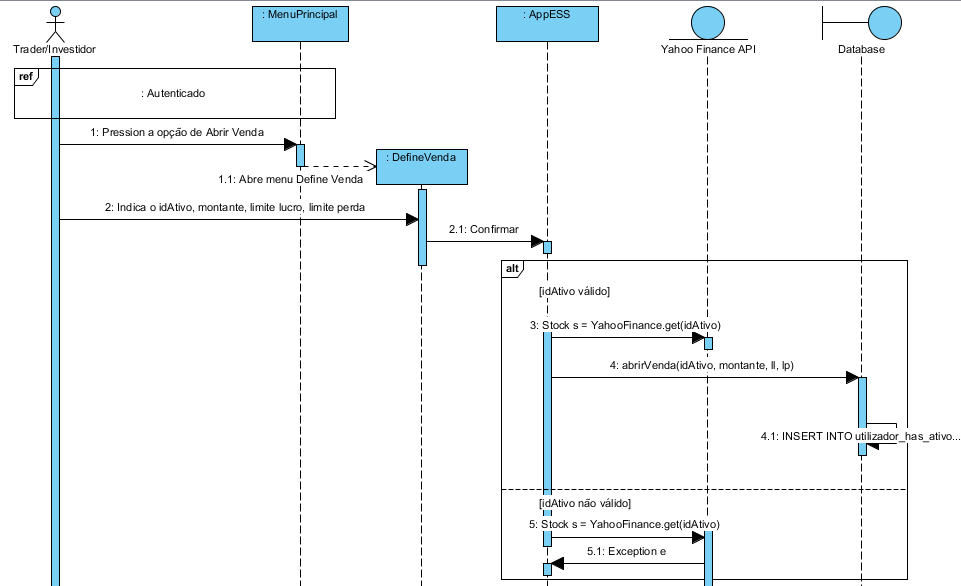 : MenuPrincipal
: AppESS
Trader/Investidor
Yahoo Finance API
Database
ref
: Autenticado
1: Pression a opção de Abrir Venda
: DefineVenda
1.1: Abre menu Define Venda
2: Indica o idAtivo, montante, limite lucro, limite perda
2.1: Confirmar
alt
[idAtivo válido]
3: Stock s = YahooFinance.get(idAtivo)
4: abrirVenda(idAtivo, montante, ll, lp)
4.1: INSERT INTO utilizador_has_ativo...
[idAtivo não válido]
5: Stock s = YahooFinance.get(idAtivo)
5.1: Exception e